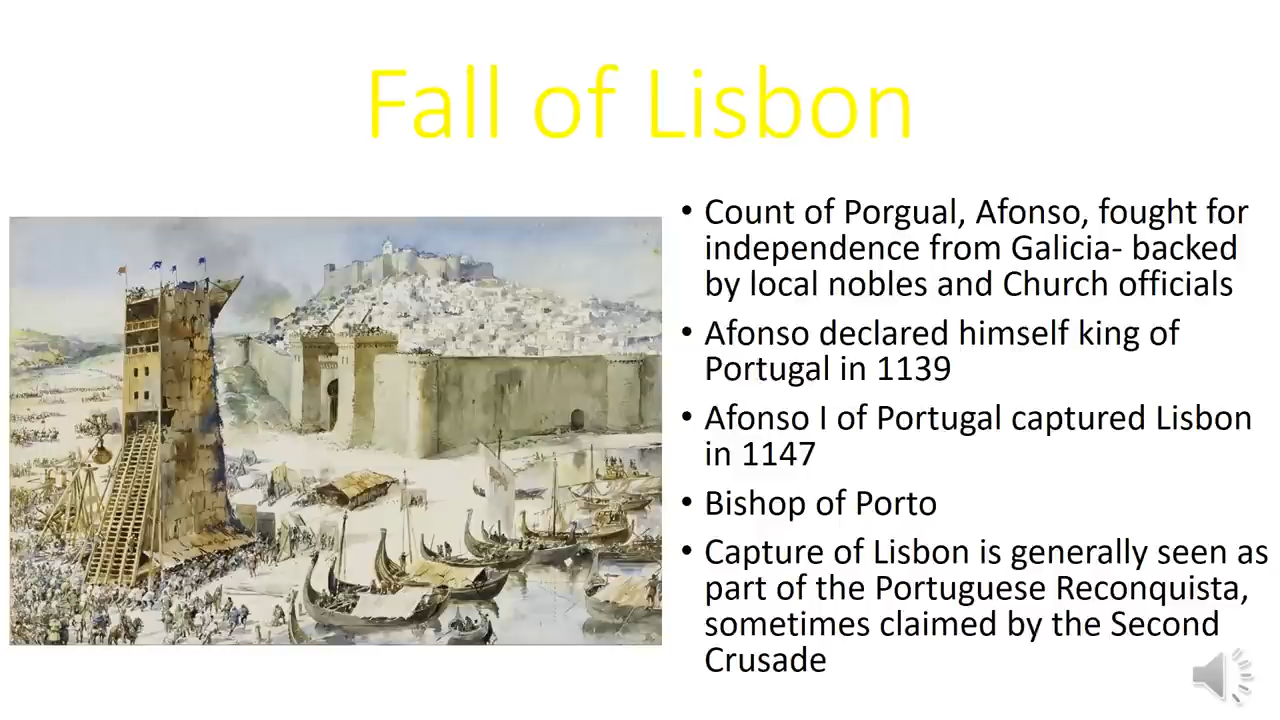 Fall of Lisbon
• Count of Porgual, Afonso, fought for
independence from Galicia- backed
by local nobles and Church officials
• Afonso declared himself king of
Portugal in 1139
• Afonso I of Portugal captured Lisbon
in 1147
• Bishop of Porto
• Capture of Lisbon is generally seen as
part of the Portuguese Reconquista,
sometimes claimed by the Second
Crusade